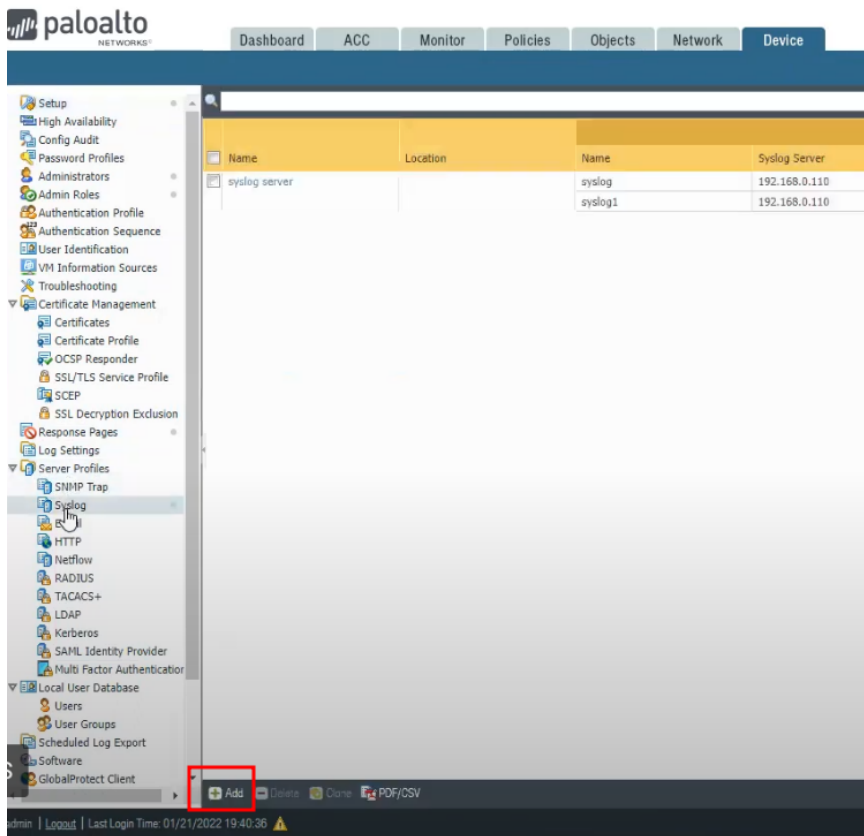 paloalto
NETWORKS®
Dashboard ACC Monitor Policies Objects Network Device
Setup
High Availability
Config Audit
Password Profiles
Administrators
Admin Roles
Authentication Profile
Authentication Sequence
User Identification
VM Information Sources
Troubleshooting
Certificate Management
Certificates
Certificate Profile
OCSP Responder
SSL/TLS Service Profile
SCEP
SSL Decryption Exclusion
Response Pages
Log Settings
Server Profiles
SNMP Trap
Syslog
HTTP
Netflow
RADIUS
TACACS+
LDAP
Kerberos
SAML Identity Provider
Multi Factor Authentication
Local User Database
Users
User Groups
Scheduled Log Export
Software
GlobalProtect Client
Name Location Name Syslog Server
syslog server syslog 192.168.0.110
syslog1 192.168.0.110
Add Delete Clone PDF/CSV
admin | Logout | Last Login Time: 01/21/2022 19:40:36